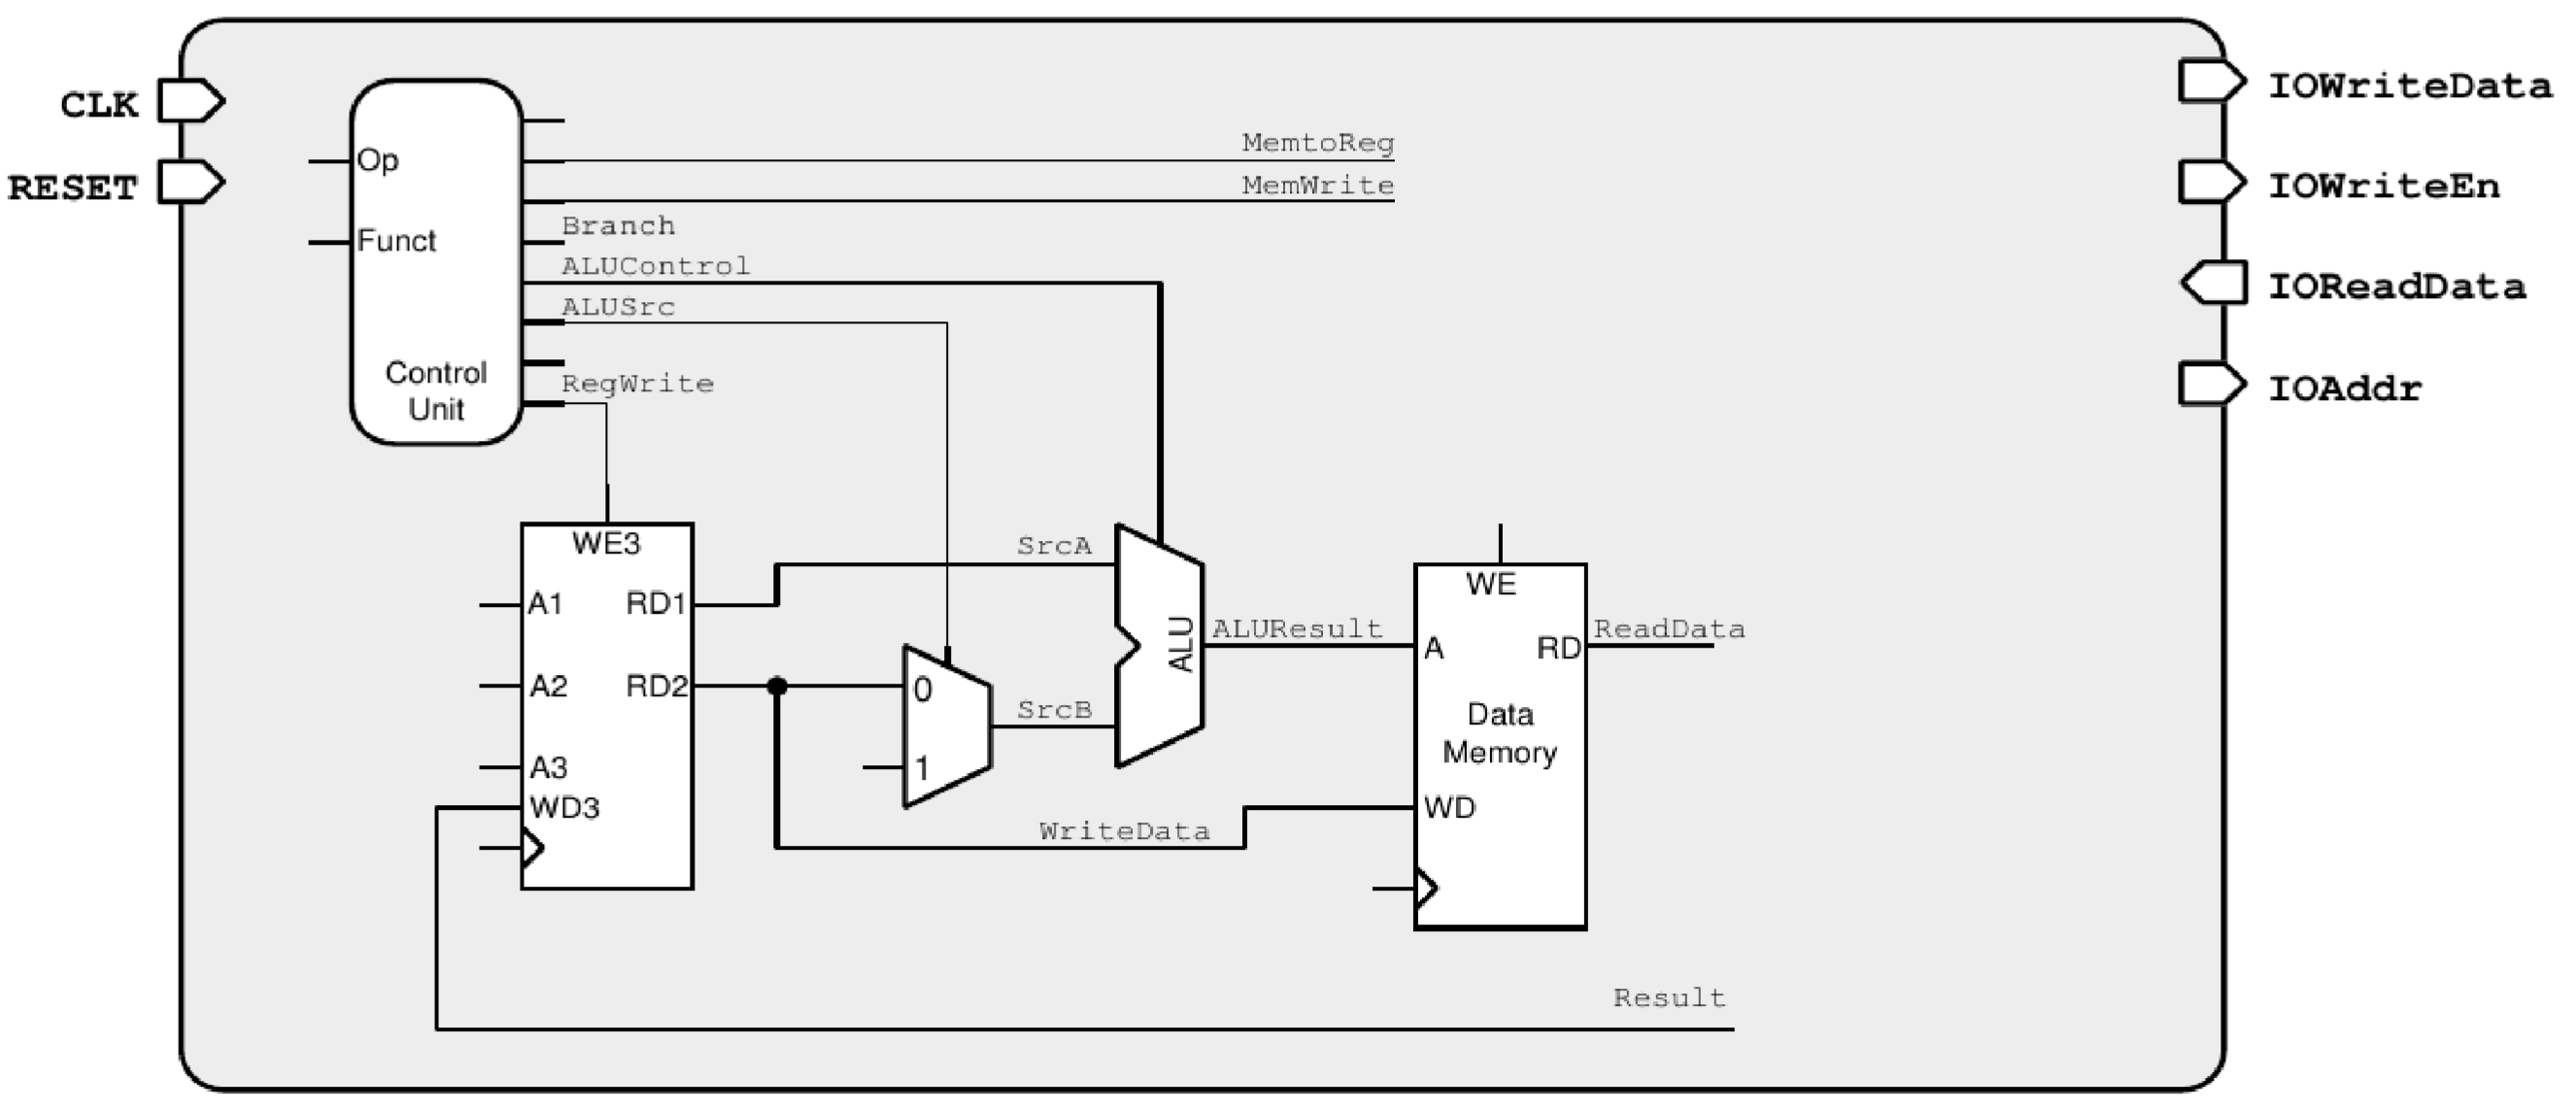 CLK
RESET
Op
Funct
Control
Unit
MemtoReg
MemWrite
Branch
ALUControl
ALUSrc
RegWrite
IOWriteData
IOWriteEn
IOReadData
IOAddr
WE3
A1
RD1
A2
RD2
A3
WD3
0
1
SrcA
SrcB
ALU
ALUResult
WriteData
WE
A
RD
Data
Memory
WD
ReadData
Result